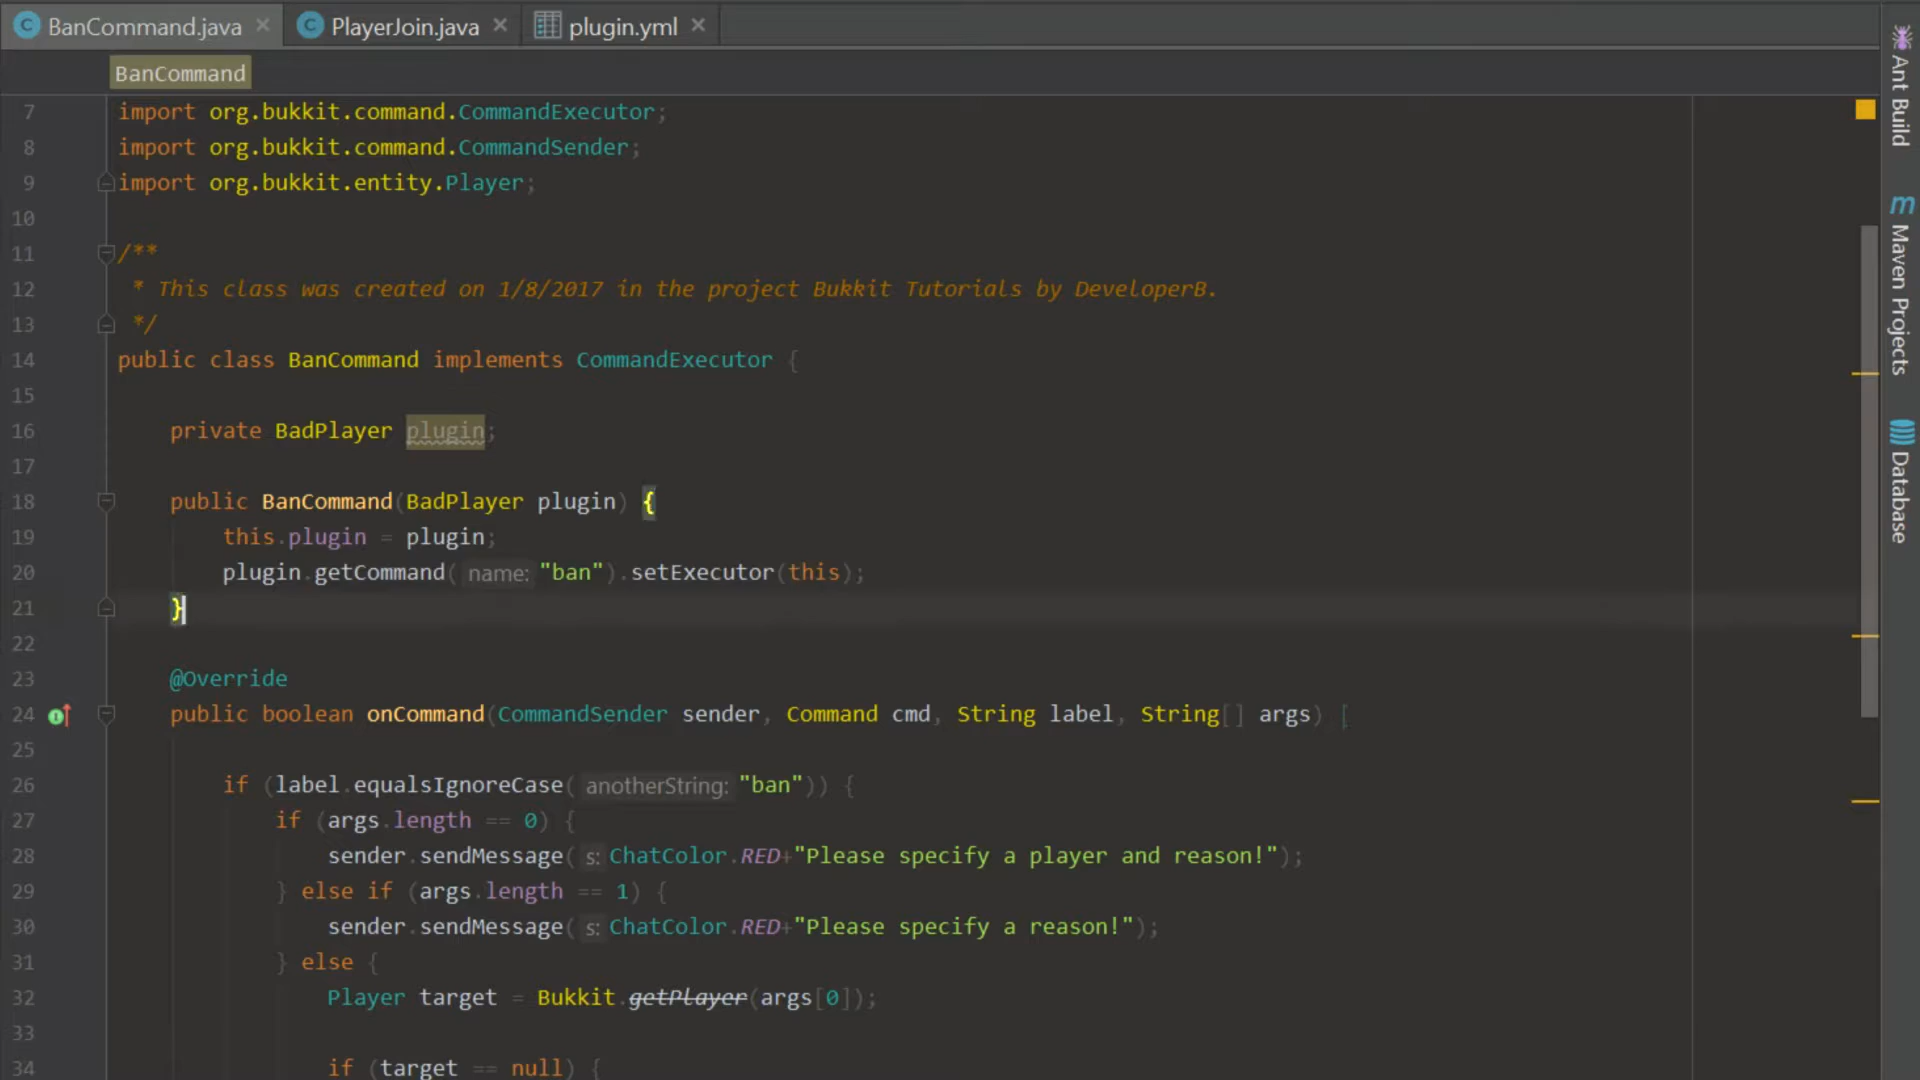 BanCommand.java
PlayerJoin.java
plugin.yml
BanCommand
7 import org.bukkit.command.CommandExecutor;
8 import org.bukkit.command.CommandSender;
9 import org.bukkit.entity.Player;
10
11 /**
12 * This class was created on 1/8/2017 in the project Bukkit Tutorials by DeveloperB.
13 */
14 public class BanCommand implements CommandExecutor {
15
16 private BadPlayer plugin;
17
18 public BanCommand(BadPlayer plugin) {
19 this.plugin = plugin;
20 plugin.getCommand( name: "ban").setExecutor(this);
21 }
22
23 @Override
24 public boolean onCommand(CommandSender sender, Command cmd, String label, String[] args) {
25
26 if (label.equalsIgnoreCase( anotherString: "ban")) {
27 if (args.length == 0) {
28 sender.sendMessage( s: ChatColor.RED+"Please specify a player and reason!");
29 } else if (args.length == 1) {
30 sender.sendMessage( s: ChatColor.RED+"Please specify a reason!");
31 } else {
32 Player target = Bukkit.getPlayer(args[0]);
33
34 if (target == null) {
Ant Build
m Maven Projects
Database